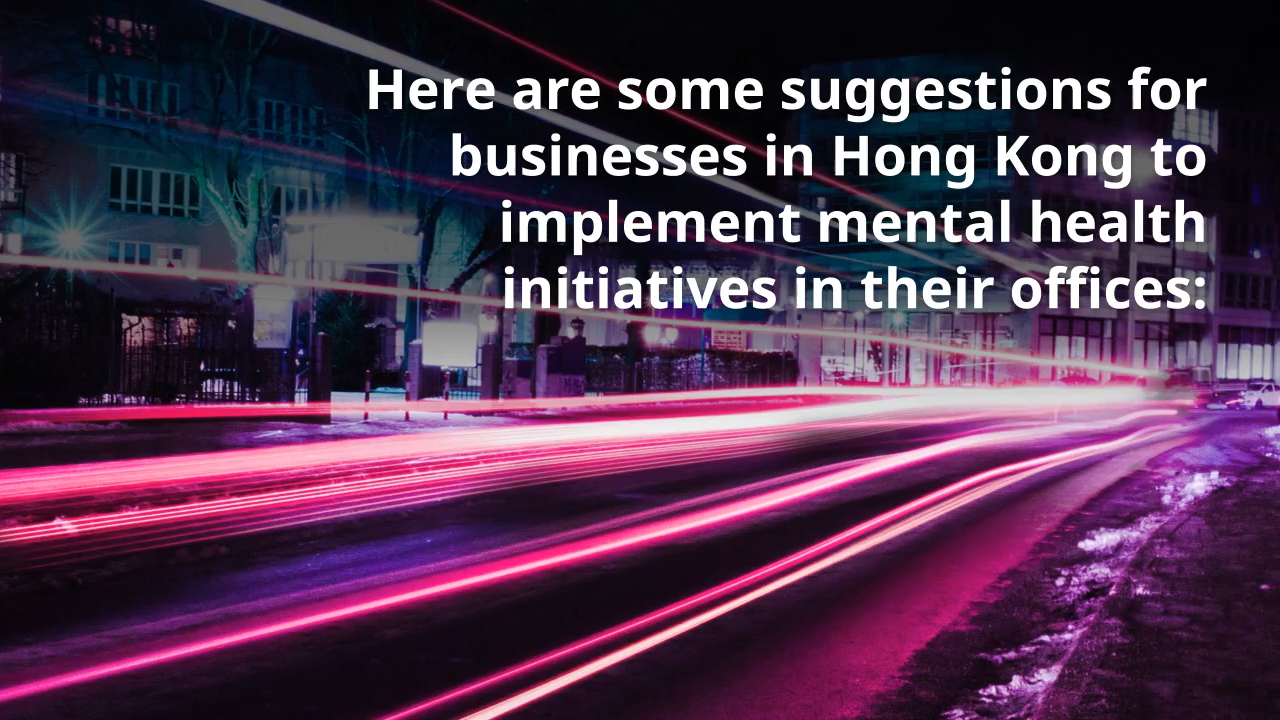 Here are some suggestions for
businesses in Hong Kong to
implement mental health
initiatives in their offices: